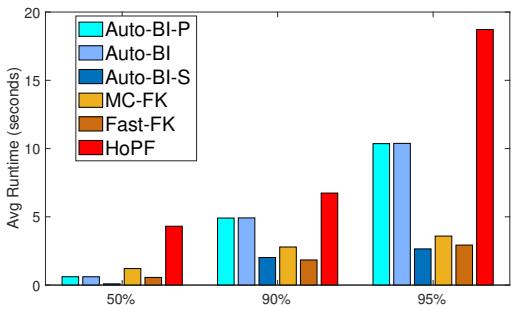 20
15
10
5
0
Avg Runtime (seconds)
Auto-BI-P
Auto-BI
Auto-BI-S
MC-FK
Fast-FK
HoPF
50%
90%
95%